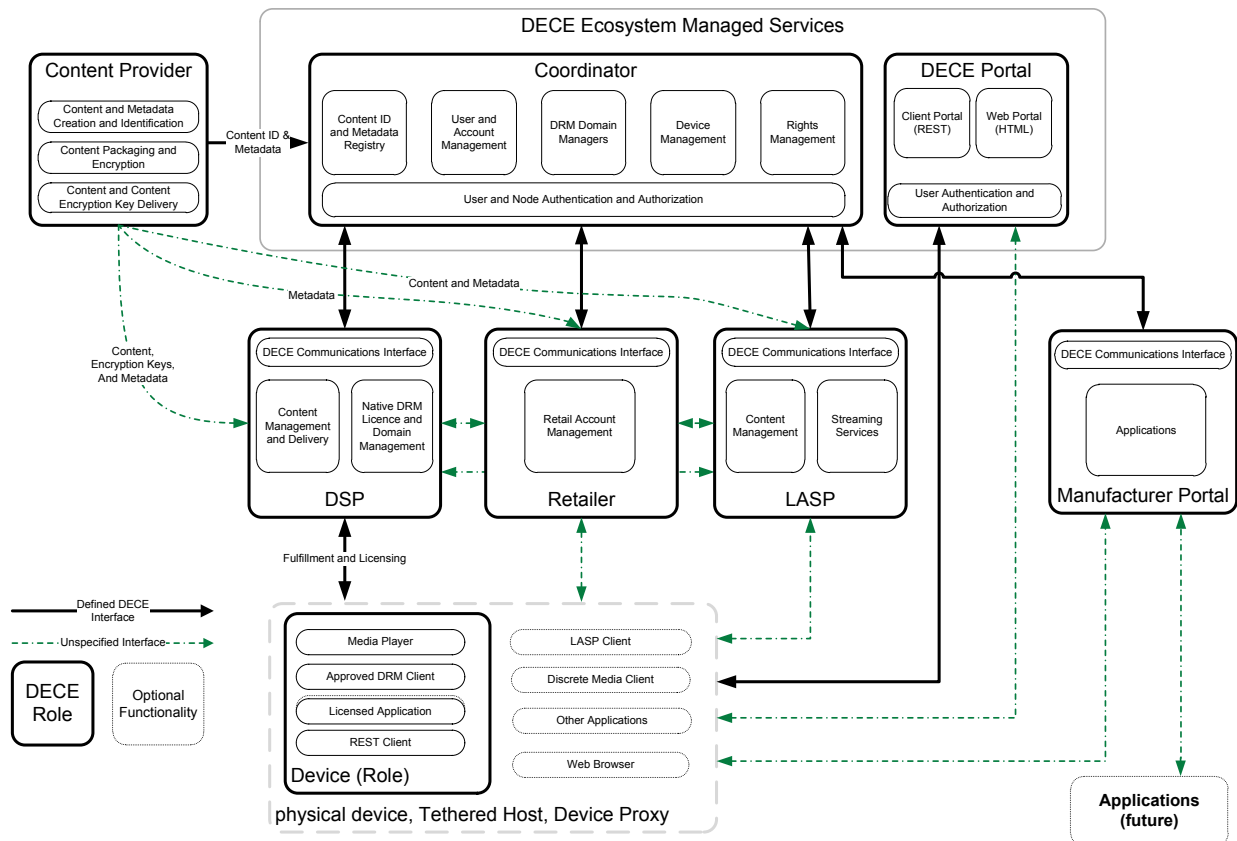 DECE Ecosystem Managed Services
Content Provider
Content and Metadata
Creation and Identification
Content Packaging and
Encryption
Content and Content
Encryption Key Delivery
Content ID &
Metadata
Coordinator
Content ID
and Metadata
Registry
User and
Account
Management
DRM Domain
Managers
Device
Management
Rights
Management
User and Node Authentication and Authorization
DECE Portal
Client Portal
(REST)
Web Portal
(HTML)
User Authentication and
Authorization
Content and Metadata
Metadata
Content,
Encryption Keys,
And Metadata
DECE Communications Interface
Content
Management
and Delivery
Native DRM
Licence and
Domain
Management
DSP
DECE Communications Interface
Retail Account
Management
Retailer
DECE Communications Interface
Content
Management
Streaming
Services
LASP
DECE Communications Interface
Applications
Manufacturer Portal
Fulfillment and Licensing
Defined DECE
Interface
Unspecified Interface
DECE
Role
Optional
Functionality
Media Player
Approved DRM Client
Licensed Application
REST Client
Device (Role)
LASP Client
Discrete Media Client
Other Applications
Web Browser
physical device, Tethered Host, Device Proxy
Applications
(future)